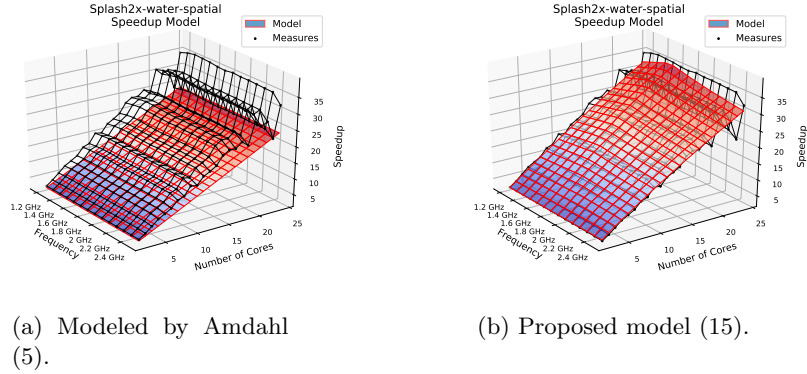 Splash2x-water-spatial
Speedup Model
Model
Measures
35
30
25
20
15
10
5
Speedup
1.2 GHz
1.4 GHz
1.6 GHz
1.8 GHz
2 GHz
2.2 GHz
2.4 GHz
Frequency
5
10
15
20
25
Number of Cores
(a) Modeled by Amdahl
(5).
Splash2x-water-spatial
Speedup Model
Model
Measures
35
30
25
20
15
10
5
Speedup
1.2 GHz
1.4 GHz
1.6 GHz
1.8 GHz
2 GHz
2.2 GHz
2.4 GHz
Frequency
5
10
15
20
25
Number of Cores
(b) Proposed model (15).